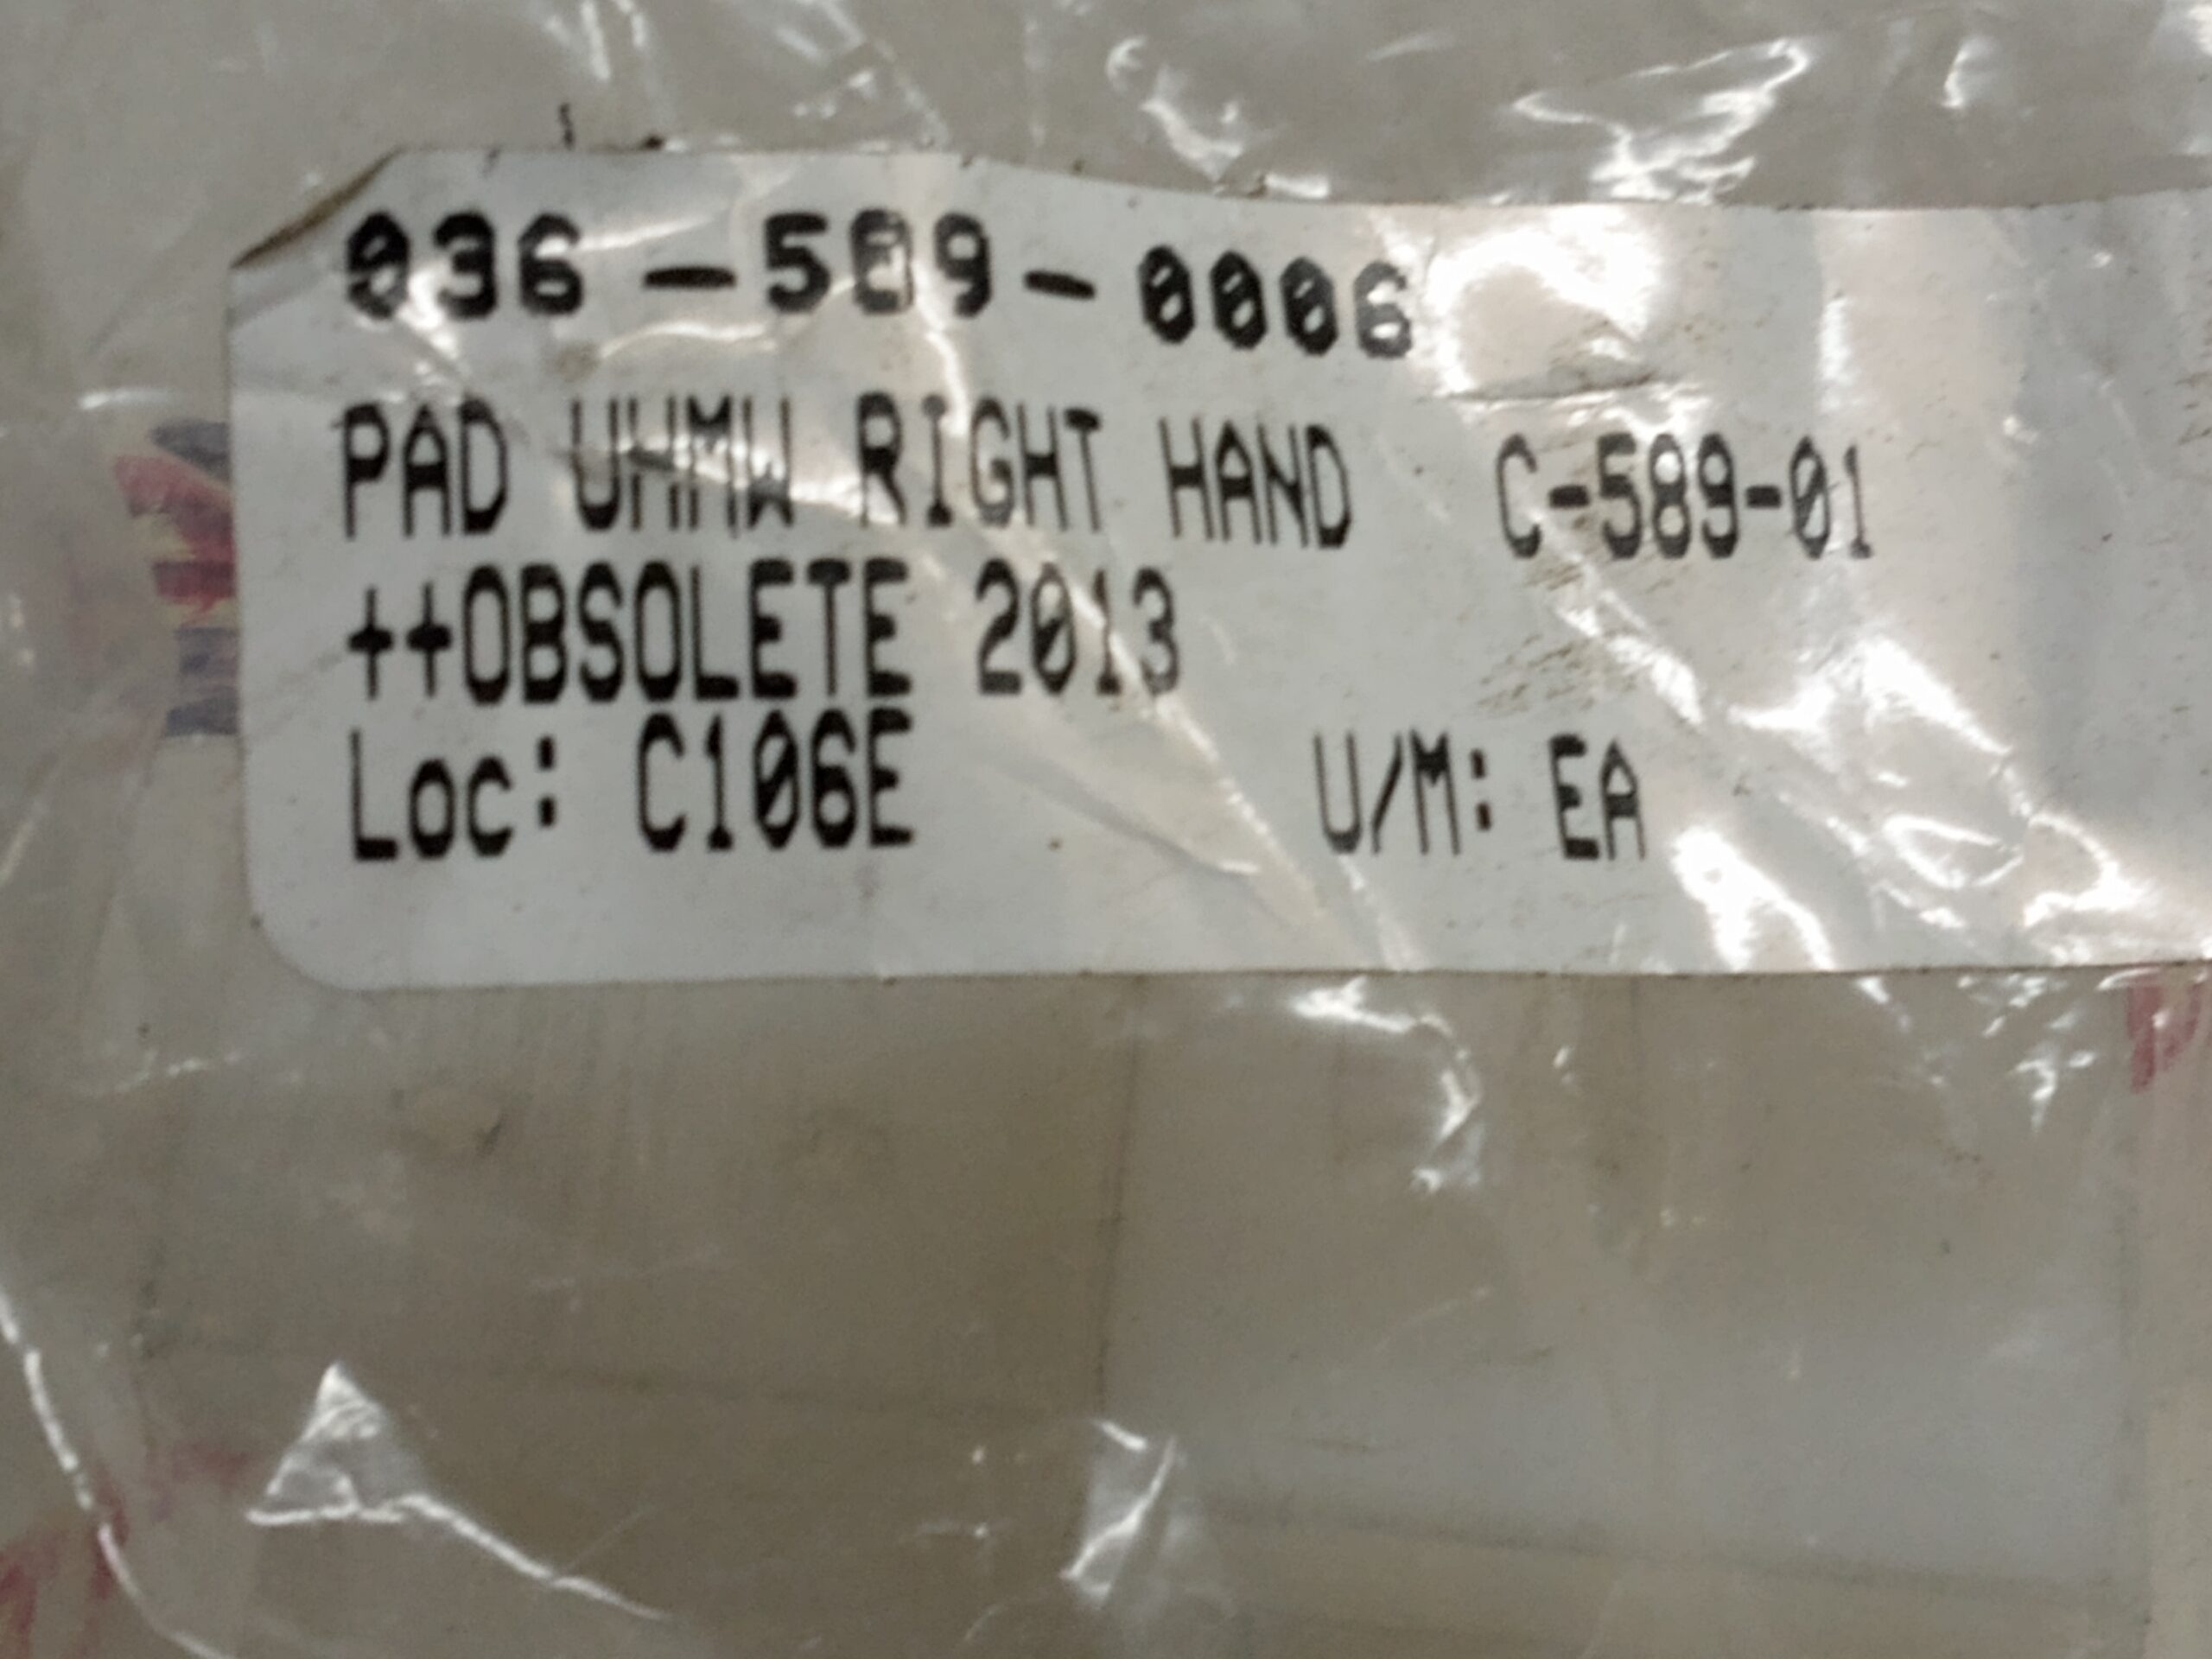 036-589-0006
PAD UHMW RIGHT HAND C-589-01
++OBSOLETE 2013
Loc: C106E U/M: EA